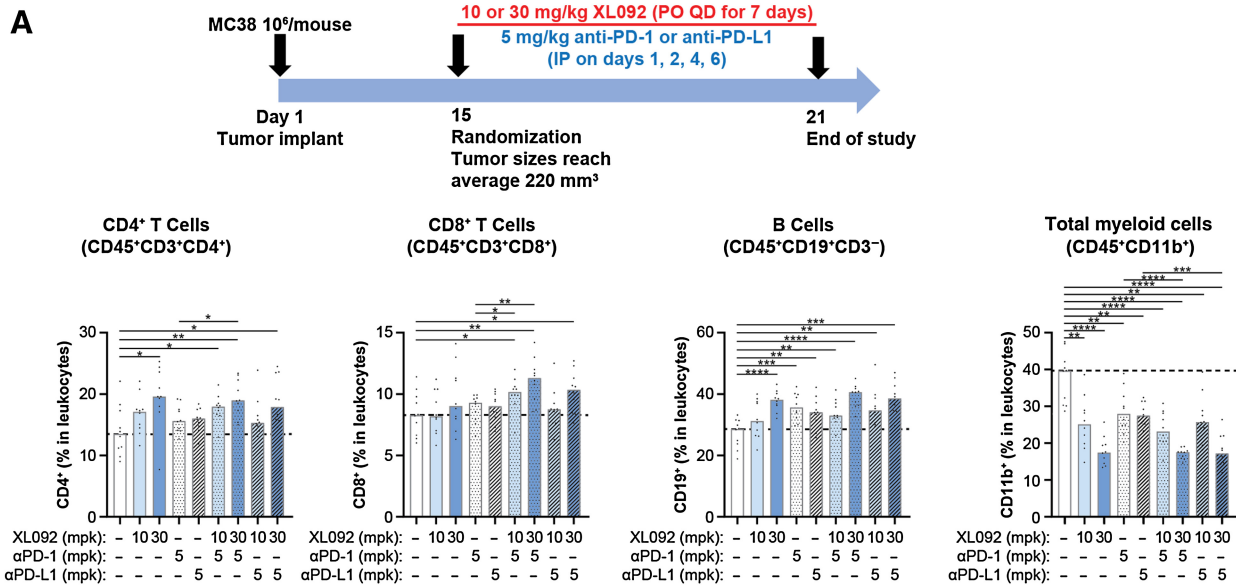 A
MC38 10⁶/mouse
10 or 30 mg/kg XL092 (PO QD for 7 days)
5 mg/kg anti-PD-1 or anti-PD-L1
(IP on days 1, 2, 4, 6)
Day 1
Tumor implant
15
Randomization
Tumor sizes reach
average 220 mm³
21
End of study
CD4⁺ T Cells
(CD45⁺CD3⁺CD4⁺)
*
*
**
*
*
CD4⁺ (% in leukocytes)
30
20
10
0
XL092 (mpk): – 10 30 – – 10 30 10 30
αPD-1 (mpk): – – – 5 – 5 5 – –
αPD-L1 (mpk): – – – – 5 – – 5 5
CD8⁺ T Cells
(CD45⁺CD3⁺CD8⁺)
**
*
*
**
*
CD8⁺ (% in leukocytes)
15
10
5
0
XL092 (mpk): – 10 30 – – 10 30 10 30
αPD-1 (mpk): – – – 5 – 5 5 – –
αPD-L1 (mpk): – – – – 5 – – 5 5
B Cells
(CD45⁺CD19⁺CD3⁻)
***
**
****
**
**
***
****
CD19⁺ (% in leukocytes)
60
40
19
0
XL092 (mpk): – 10 30 – – 10 30 10 30
αPD-1 (mpk): – – – 5 – 5 5 – –
αPD-L1 (mpk): – – – – 5 – – 5 5
Total myeloid cells
(CD45⁺CD11b⁺)
***
****
****
**
****
****
**
**
****
**
CD11b⁺ (% in leukocytes)
50
40
30
20
10
0
XL092 (mpk): – 10 30 – – 10 30 10 30
αPD-1 (mpk): – – – 5 – 5 5 – –
αPD-L1 (mpk): – – – – 5 – – 5 5